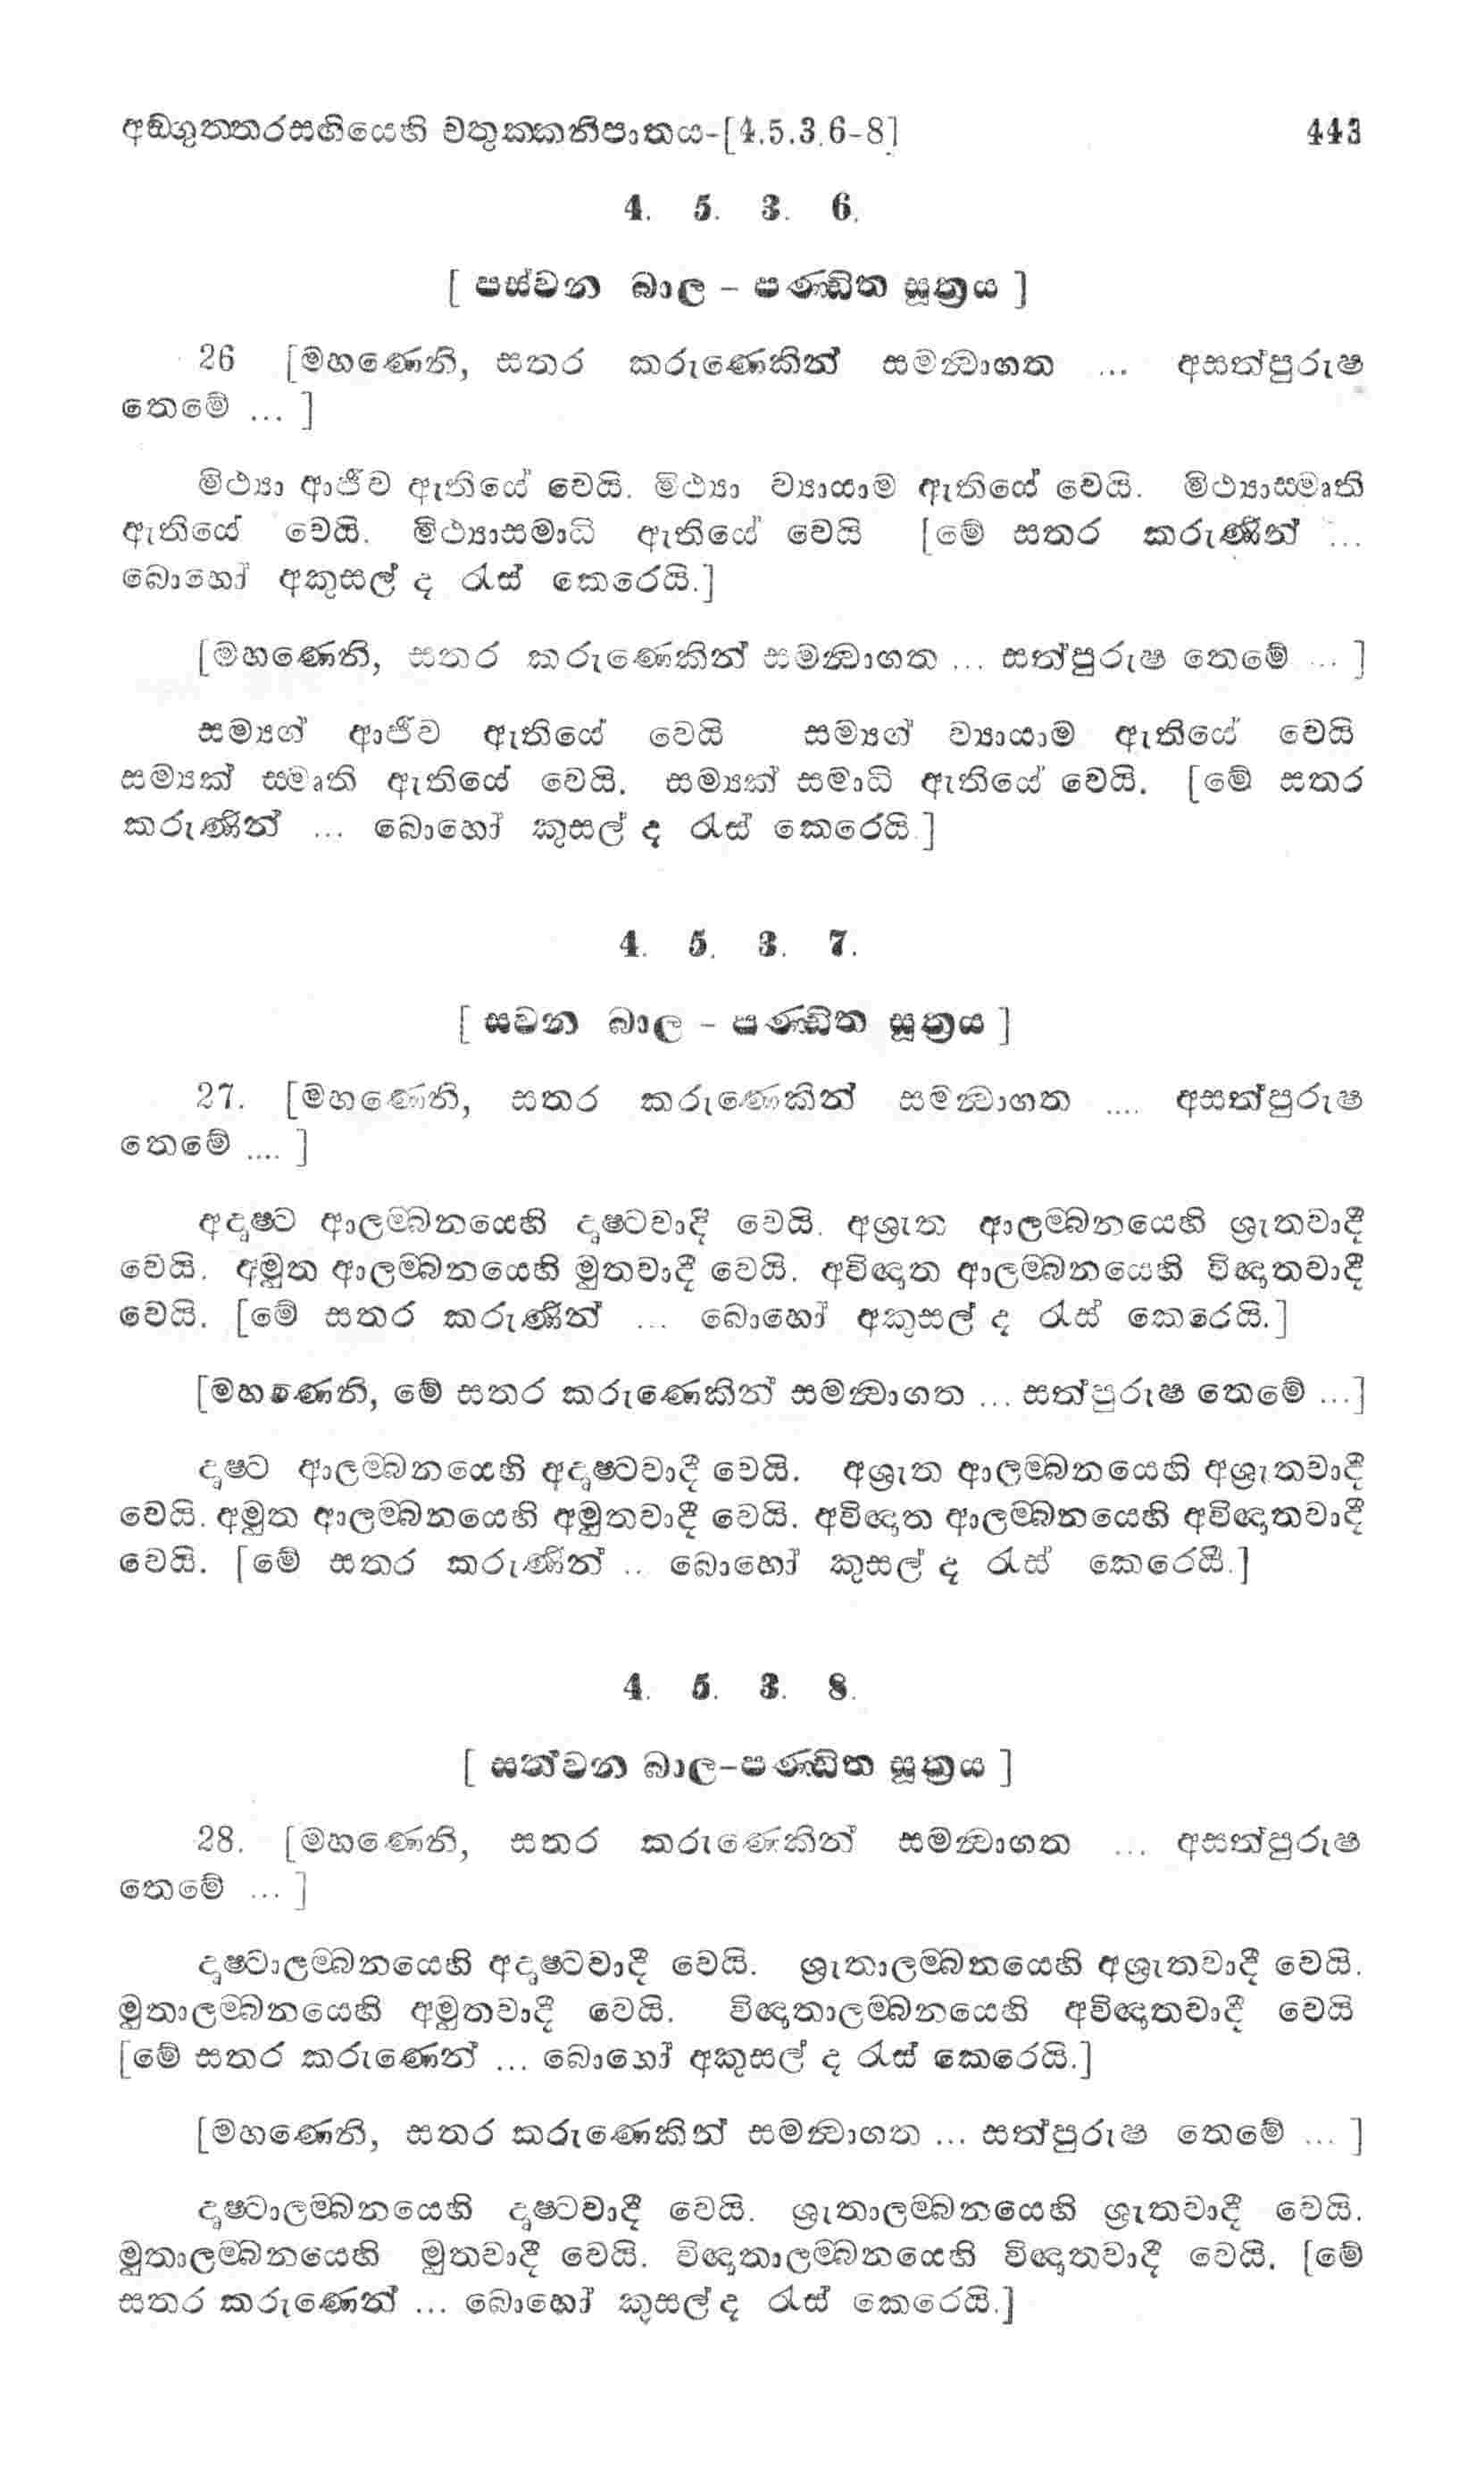 අඞ්ගුත්තරසඟියෙහි චතුක්කනිපාතය-[4.5.3.6-8] 443
4. 5. 3. 6.
[ පස්වන බාල - පණ්ඩිත සූත්‍රය ]
26 [මහණෙනි, සතර කරුණෙකින් සමන්වාගත ... අසත්පුරුෂ
තෙමේ ... ]
මිථ්‍යා ආජීව ඇතියේ වෙයි. මිථ්‍යා ව්‍යායාම ඇතියේ වෙයි. මිථ්‍යාසමෘති
ඇතියේ වෙයි. මිථ්‍යාසමාධි ඇතියේ වෙයි [මේ සතර කරුණින් ...
බොහෝ අකුසල් ද රැස් කෙරෙයි.]
[මහණෙනි, සතර කරුණෙකින් සමන්වාගත ... සත්පුරුෂ තෙමේ ... ]
සම්‍යග් ආජීව ඇතියේ වෙයි සම්‍යග් ව්‍යායාම ඇතියේ වෙයි
සම්‍යක් සමෘති ඇතියේ වෙයි. සම්‍යක් සමාධි ඇතියේ වෙයි. [මේ සතර
කරුණින් ... බොහෝ කුසල් ද රැස් කෙරෙයි.]
4. 5. 3. 7.
[ සවන බාල - පණ්ඩිත සූත්‍රය ]
27. [මහණෙනි, සතර කරුණෙකින් සමන්වාගත .... අසත්පුරුෂ
තෙමේ .... ]
අදෘෂ්ට ආලම්බනයෙහි දෘෂ්ටවාදී වෙයි. අශ්‍රැත ආලම්බනයෙහි ශ්‍රැතවාදී
වෙයි. අමුත ආලම්බනයෙහි මුතවාදී වෙයි. අවිඥාත ආලම්බනයෙහි විඥාතවාදී
වෙයි. [මේ සතර කරුණින් ... බොහෝ අකුසල් ද රැස් කෙරෙයි.]
[මහණෙනි, මේ සතර කරුණෙකින් සමන්වාගත ... සත්පුරුෂ තෙමේ ...]
දෘෂ්ට ආලම්බනයෙහි අදෘෂ්ටවාදී වෙයි. අශ්‍රැත ආලම්බනයෙහි අශ්‍රැතවාදී
වෙයි. අමුත ආලම්බනයෙහි අමුතවාදී වෙයි. අවිඥාත ආලම්බනයෙහි අවිඥාතවාදී
වෙයි. [මේ සතර කරුණින් .. බොහෝ කුසල් ද රැස් කෙරෙයි.]
4. 5. 3. 8.
[ සත්වන බාල-පණ්ඩිත සූත්‍රය ]
28. [මහණෙනි, සතර කරුණෙකින් සමන්වාගත ... අසත්පුරුෂ
තෙමේ ... ]
දෘෂ්ටාලම්බනයෙහි අදෘෂ්ටවාදී වෙයි. ශ්‍රැතාලම්බනයෙහි අශ්‍රැතවාදී වෙයි.
මුතාලම්බනයෙහි අමුතවාදී වෙයි. විඥාතාලම්බනයෙහි අවිඥාතවාදී වෙයි
[මේ සතර කරුණෙන් ... බොහෝ අකුසල් ද රැස් කෙරෙයි.]
[මහණෙනි, සතර කරුණෙකින් සමන්වාගත ... සත්පුරුෂ තෙමේ ... ]
දෘෂ්ටාලම්බනයෙහි දෘෂ්ටවාදී වෙයි. ශ්‍රැතාලම්බනයෙහි ශ්‍රැතවාදී වෙයි.
මුතාලම්බනයෙහි මුතවාදී වෙයි. විඥාතාලම්බනයෙහි විඥාතවාදී වෙයි. [මේ
සතර කරුණෙන් ... බොහෝ කුසල් ද රැස් කෙරෙයි.]